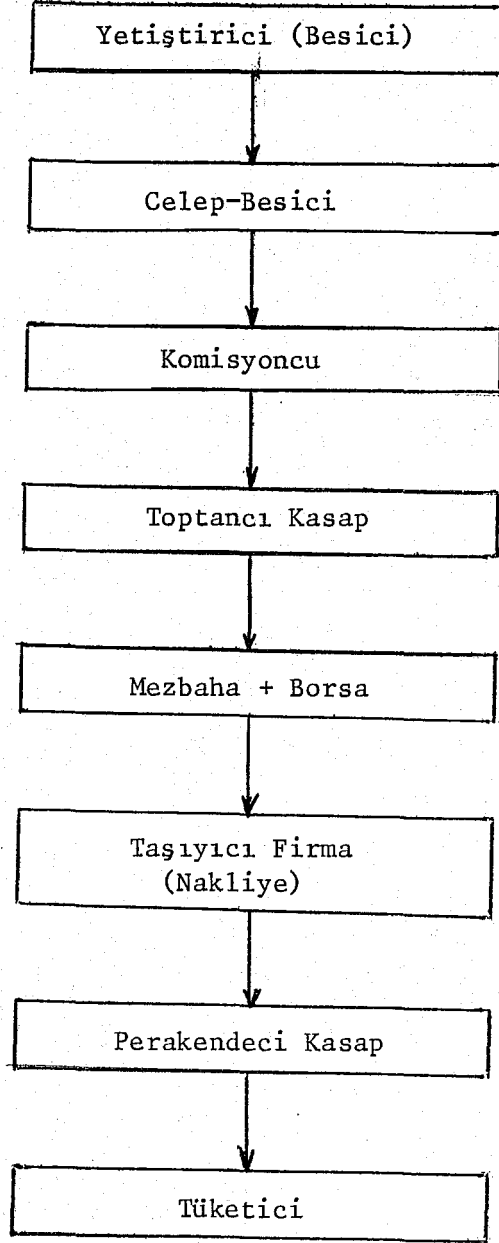 Yetiştirici (Besici)
Celep-Besici
Komisyoncu
Toptancı Kasap
Mezbaha + Borsa
Taşıyıcı Firma
(Nakliye)
Perakendeci Kasap
Tüketici